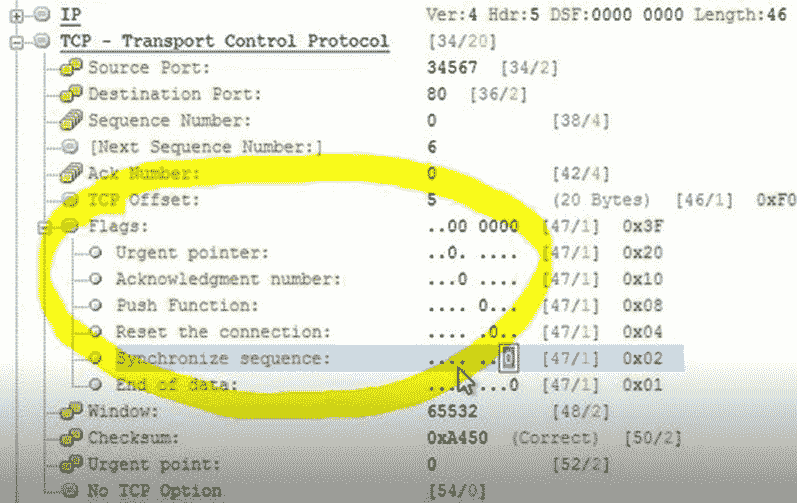 IP Ver:4 Hdr:5 DSF:0000 0000 Length:46
TCP - Transport Control Protocol [34/20]
Source Port: 34567 [34/2]
Destination Port: 80 [36/2]
Sequence Number: 0 [38/4]
[Next Sequence Number:] 6
Ack Number: 0 [42/4]
TCP Offset: 5 (20 Bytes) [46/1] 0xF0
Flags: ..00 0000 [47/1] 0x3F
Urgent pointer: ..0. .... [47/1] 0x20
Acknowledgment number: ...0 .... [47/1] 0x10
Push Function: .... 0... [47/1] 0x08
Reset the connection: .... .0.. [47/1] 0x04
Synchronize sequence: .... ..0 [47/1] 0x02
End of data: .... ...0 [47/1] 0x01
Window: 65532 [48/2]
Checksum: 0xA450 (Correct) [50/2]
Urgent point: 0 [52/2]
No TCP Option [54/0]